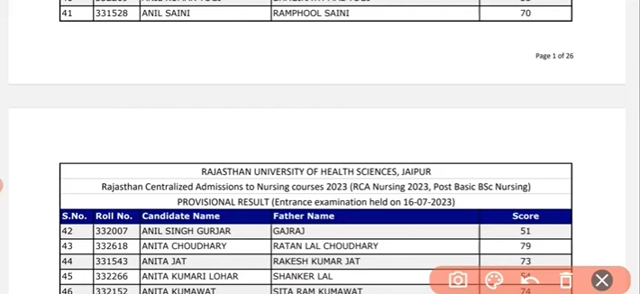 41 331528 ANIL SAINI RAMPHOOL SAINI 70
Page 1 of 26
RAJASTHAN UNIVERSITY OF HEALTH SCIENCES, JAIPUR
Rajasthan Centralized Admissions to Nursing courses 2023 (RCA Nursing 2023, Post Basic BSc Nursing)
PROVISIONAL RESULT (Entrance examination held on 16-07-2023)
S.No. Roll No. Candidate Name Father Name Score
42 332007 ANIL SINGH GURJAR GAJRAJ 51
43 332618 ANITA CHOUDHARY RATAN LAL CHOUDHARY 79
44 331543 ANITA JAT RAKESH KUMAR JAT 73
45 332266 ANITA KUMARI LOHAR SHANKER LAL
46 332152 ANITA KUMAWAT SITA RAM KUMAWAT 74